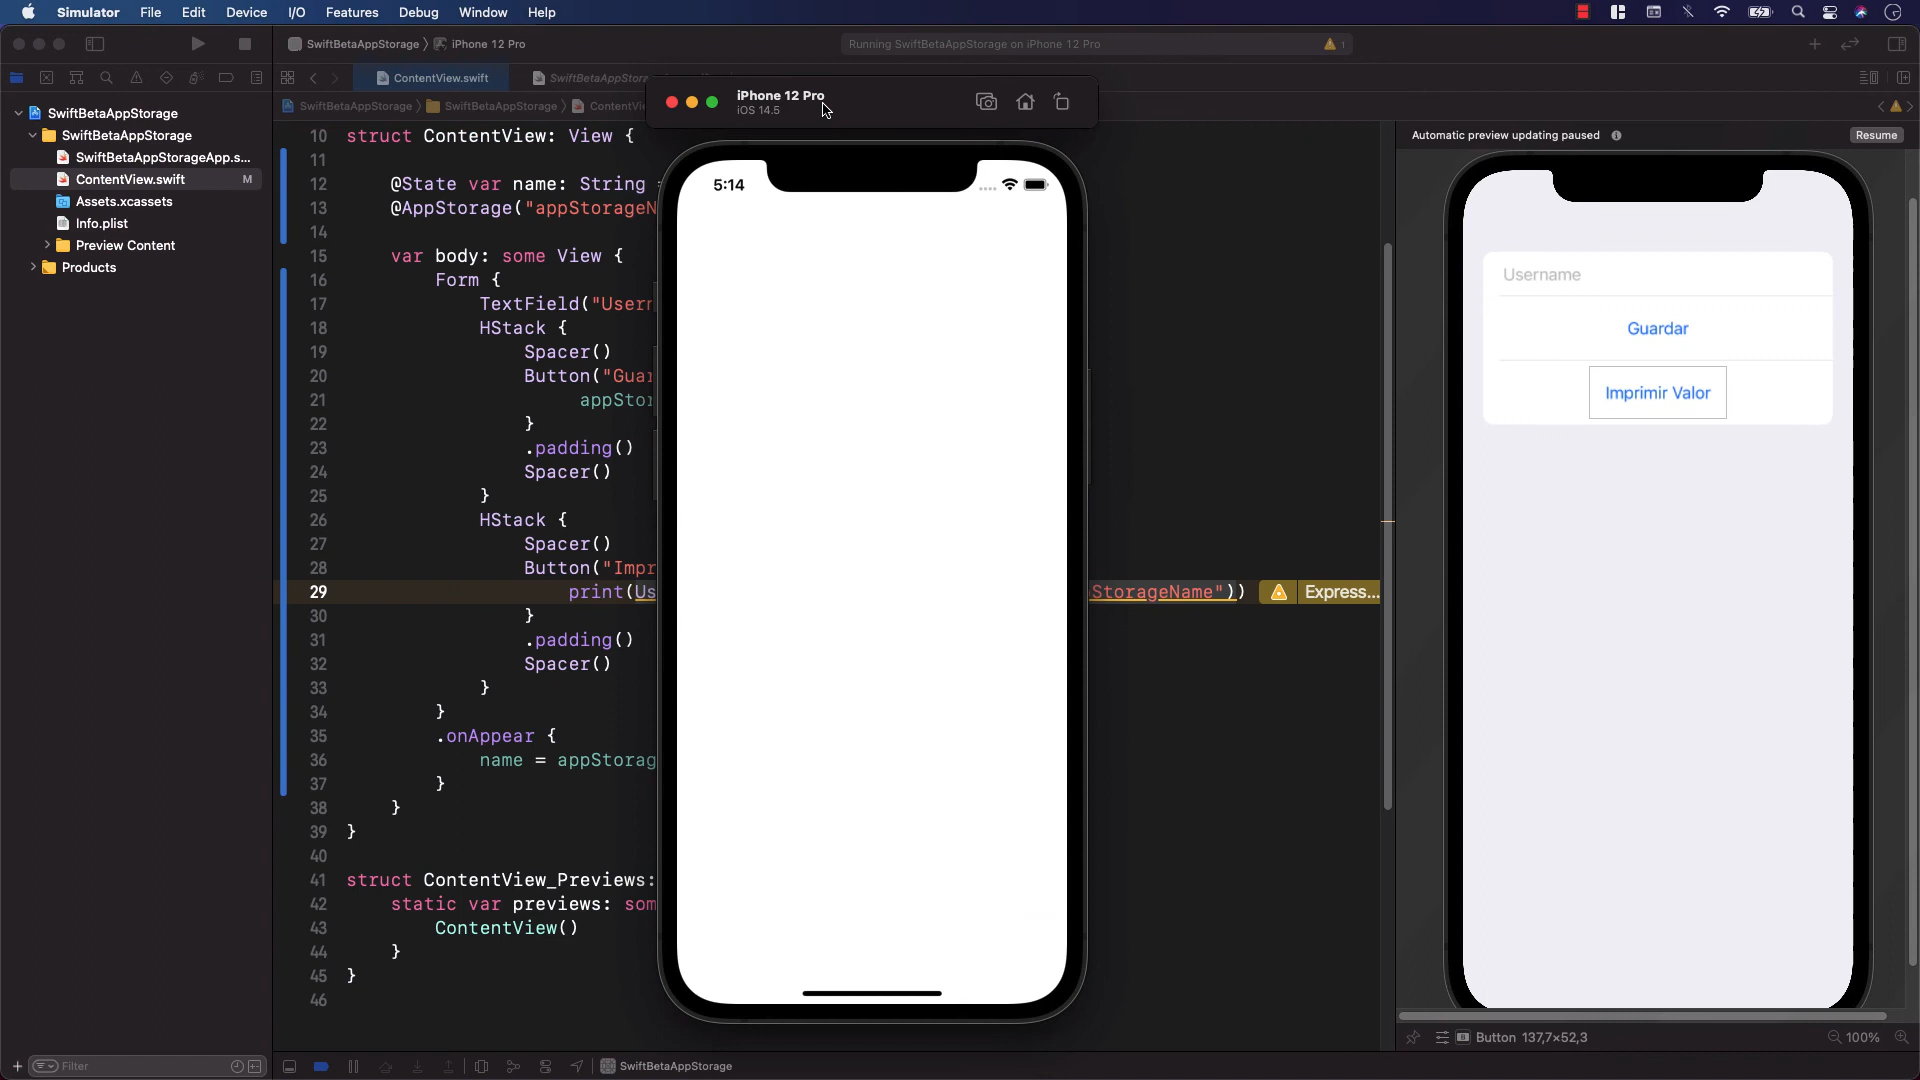 Simulator File Edit Device I/O Features Debug Window Help
SwiftBetaAppStorage iPhone 12 Pro
Running SwiftBetaAppStorage on iPhone 12 Pro
1
ContentView.swift
SwiftBetaAppStora
SwiftBetaAppStorage SwiftBetaAppStorage ContentVi
iPhone 12 Pro
iOS 14.5
SwiftBetaAppStorage
SwiftBetaAppStorage
SwiftBetaAppStorageApp.s...
ContentView.swift M
Assets.xcassets
Info.plist
Preview Content
Products
10 struct ContentView: View {
11
12 @State var name: String =
13 @AppStorage("appStorageN
14
15 var body: some View {
16 Form {
17 TextField("Usern
18 HStack {
19 Spacer()
20 Button("Guar
21 appStor
22 }
23 .padding()
24 Spacer()
25 }
26 HStack {
27 Spacer()
28 Button("Impr
29 print(Us StorageName")) Express...
30 }
31 .padding()
32 Spacer()
33 }
34 }
35 .onAppear {
36 name = appStorag
37 }
38 }
39 }
40
41 struct ContentView_Previews:
42 static var previews: som
43 ContentView()
44 }
45 }
46
5:14
Automatic preview updating paused Resume
Username
Guardar
Imprimir Valor
Button 137,7×52,3 100%
Filter
SwiftBetaAppStorage